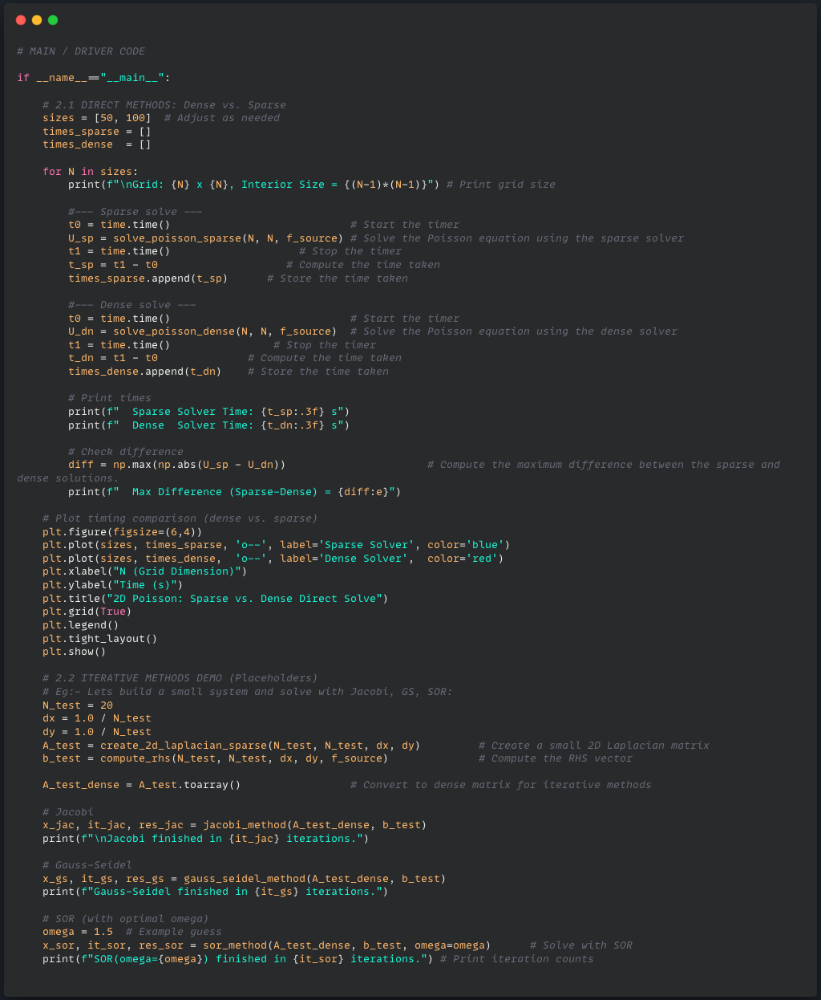 # MAIN / DRIVER CODE
if __name__=="__main__":
# 2.1 DIRECT METHODS: Dense vs. Sparse
sizes = [50, 100]  # Adjust as needed
times_sparse = []
times_dense  = []
for N in sizes:
print(f"\nGrid: {N} x {N}, Interior Size = {(N-1)*(N-1)}") # Print grid size
#--- Sparse solve ---
t0 = time.time()                            # Start the timer
U_sp = solve_poisson_sparse(N, N, f_source) # Solve the Poisson equation using the sparse solver
t1 = time.time()                    # Stop the timer
t_sp = t1 - t0                    # Compute the time taken
times_sparse.append(t_sp)      # Store the time taken
#--- Dense solve ---
t0 = time.time()                            # Start the timer
U_dn = solve_poisson_dense(N, N, f_source)  # Solve the Poisson equation using the dense solver
t1 = time.time()                # Stop the timer
t_dn = t1 - t0              # Compute the time taken
times_dense.append(t_dn)    # Store the time taken
# Print times
print(f"  Sparse Solver Time: {t_sp:.3f} s")
print(f"  Dense  Solver Time: {t_dn:.3f} s")
# Check difference
diff = np.max(np.abs(U_sp - U_dn))                      # Compute the maximum difference between the sparse and
dense solutions.
print(f"  Max Difference (Sparse-Dense) = {diff:e}")
# Plot timing comparison (dense vs. sparse)
plt.figure(figsize=(6,4))
plt.plot(sizes, times_sparse, 'o--', label='Sparse Solver', color='blue')
plt.plot(sizes, times_dense,  'o--', label='Dense Solver',  color='red')
plt.xlabel("N (Grid Dimension)")
plt.ylabel("Time (s)")
plt.title("2D Poisson: Sparse vs. Dense Direct Solve")
plt.grid(True)
plt.legend()
plt.tight_layout()
plt.show()
# 2.2 ITERATIVE METHODS DEMO (Placeholders)
# Eg:- Lets build a small system and solve with Jacobi, GS, SOR:
N_test = 20
dx = 1.0 / N_test
dy = 1.0 / N_test
A_test = create_2d_laplacian_sparse(N_test, N_test, dx, dy)         # Create a small 2D Laplacian matrix
b_test = compute_rhs(N_test, N_test, dx, dy, f_source)              # Compute the RHS vector
A_test_dense = A_test.toarray()                 # Convert to dense matrix for iterative methods
# Jacobi
x_jac, it_jac, res_jac = jacobi_method(A_test_dense, b_test)
print(f"\nJacobi finished in {it_jac} iterations.")
# Gauss-Seidel
x_gs, it_gs, res_gs = gauss_seidel_method(A_test_dense, b_test)
print(f"Gauss-Seidel finished in {it_gs} iterations.")
# SOR (with optimal omega)
omega = 1.5  # Example guess
x_sor, it_sor, res_sor = sor_method(A_test_dense, b_test, omega=omega)      # Solve with SOR
print(f"SOR(omega={omega}) finished in {it_sor} iterations.") # Print iteration counts